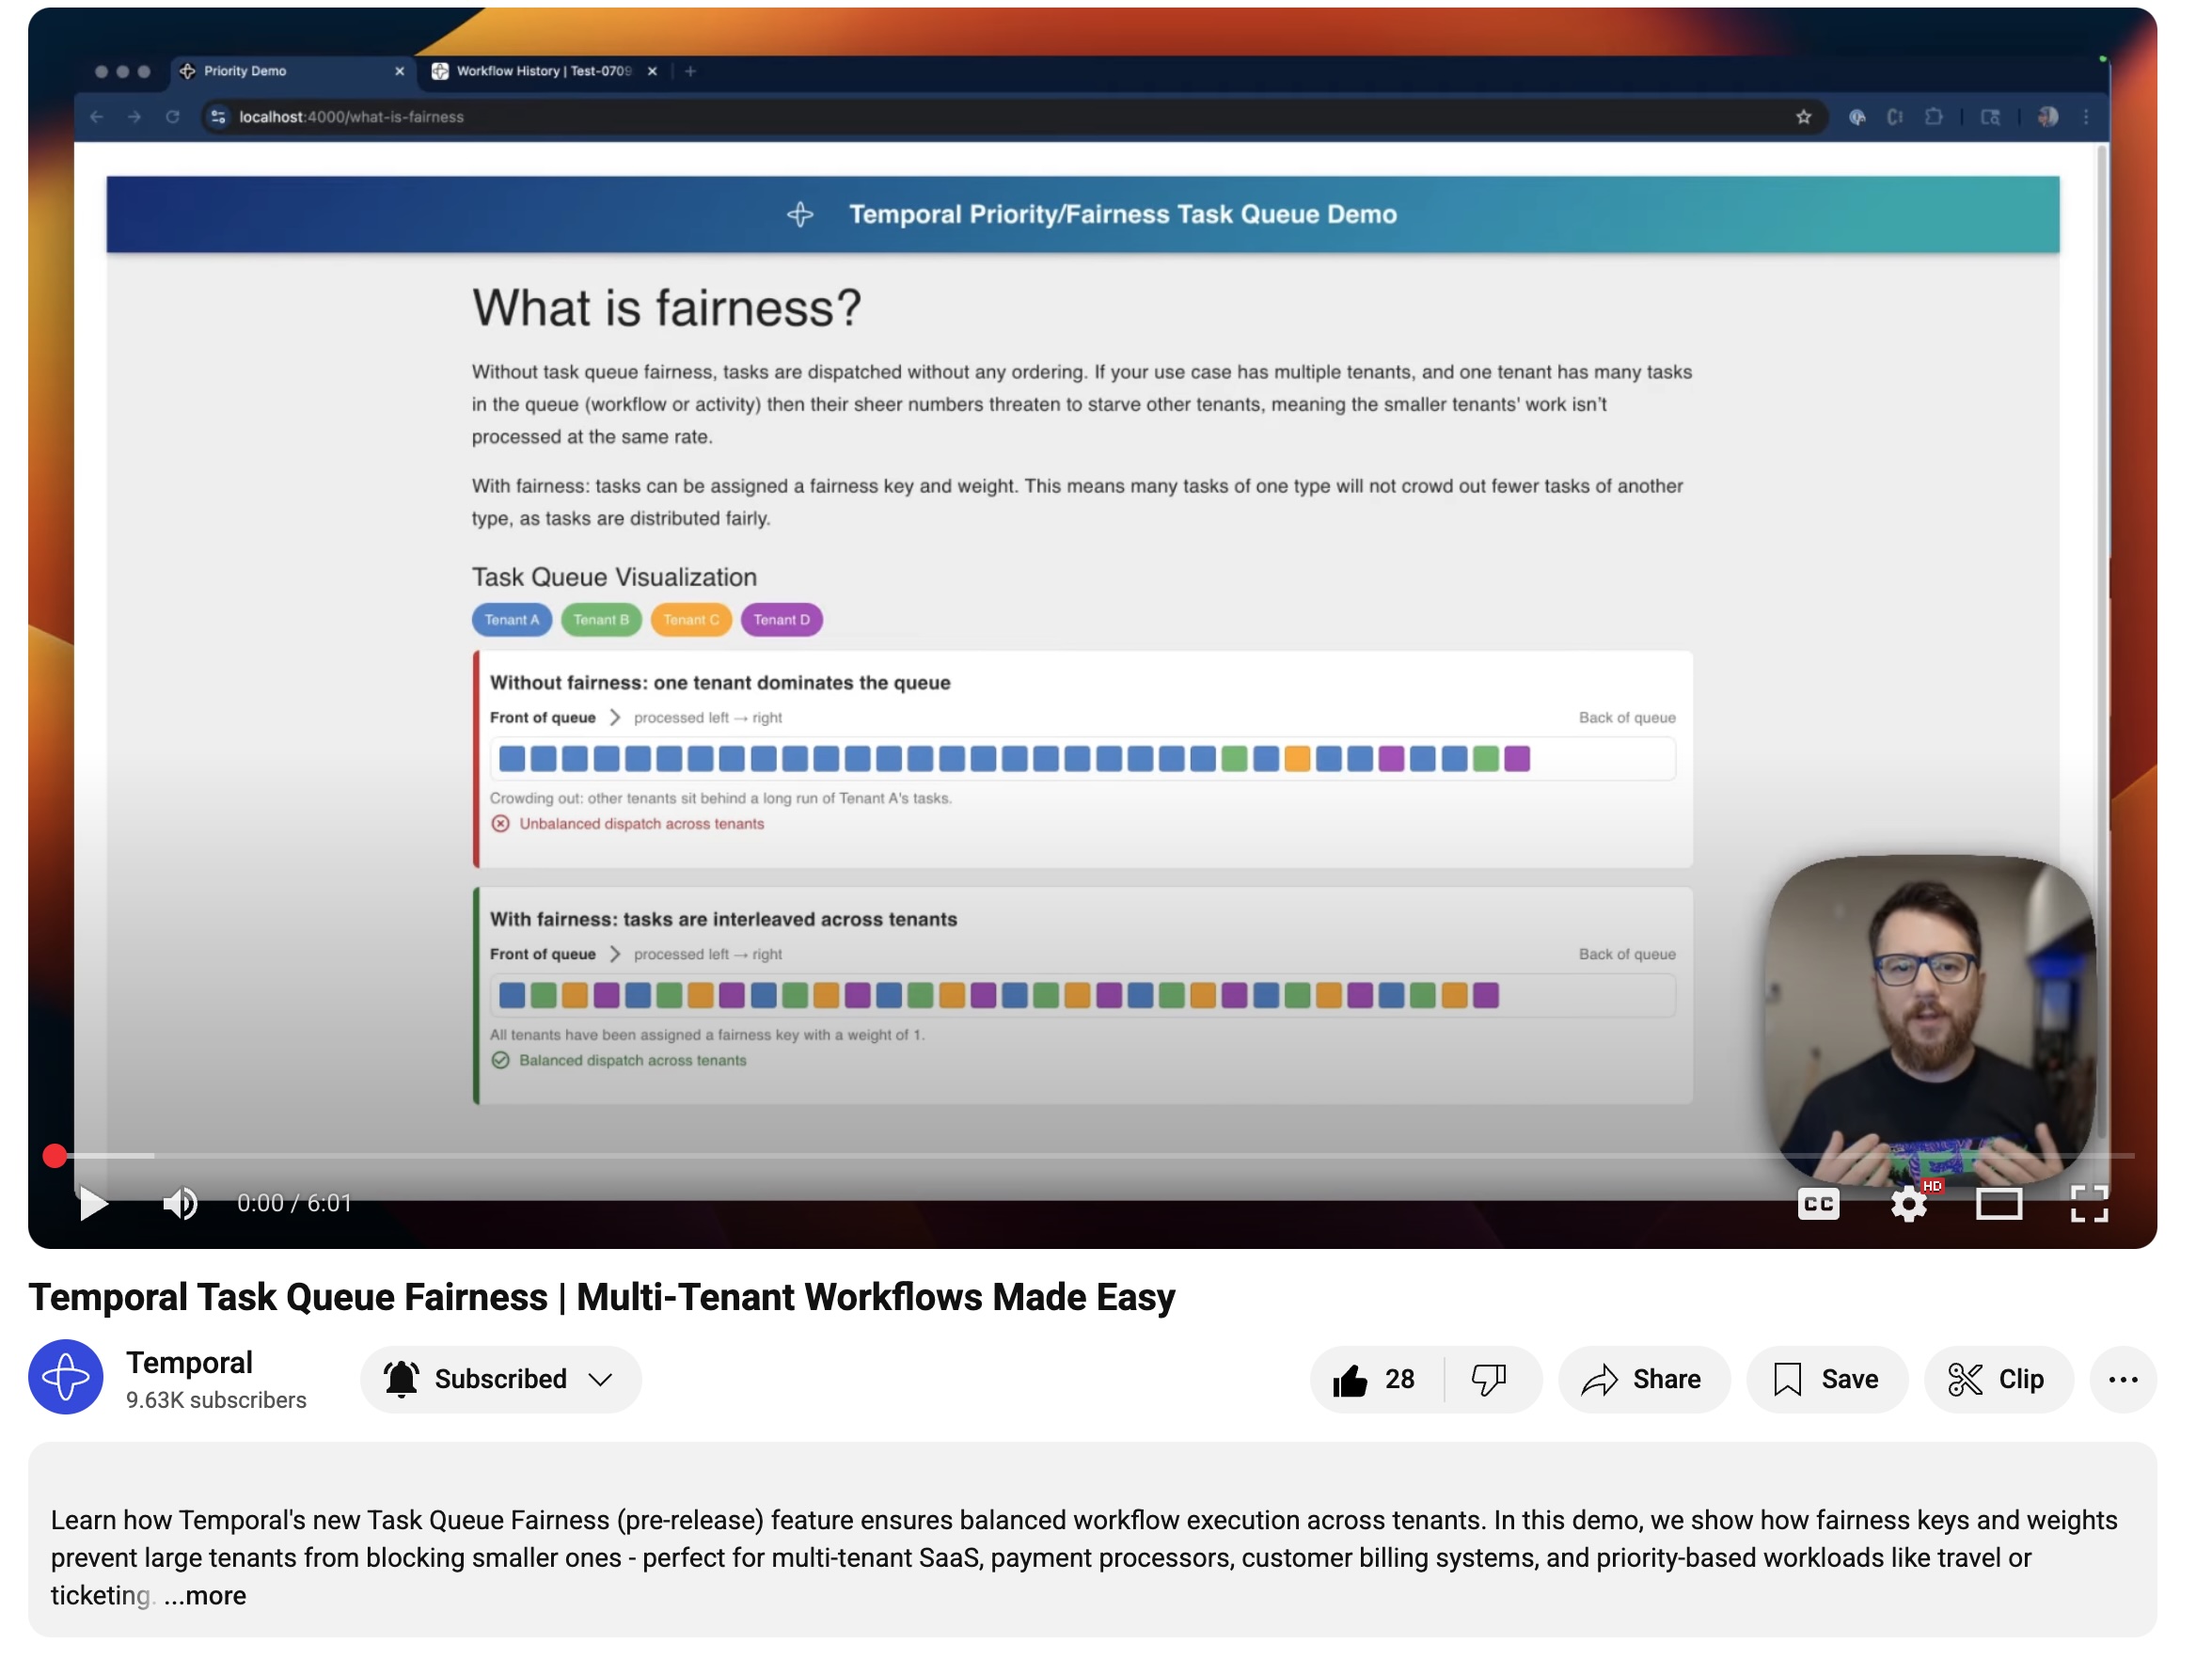 Priority Demo
Workflow History | Test-0709
localhost:4000/what-is-fairness
Temporal Priority/Fairness Task Queue Demo
What is fairness?
Without task queue fairness, tasks are dispatched without any ordering. If your use case has multiple tenants, and one tenant has many tasks
in the queue (workflow or activity) then their sheer numbers threaten to starve other tenants, meaning the smaller tenants' work isn't
processed at the same rate.
With fairness: tasks can be assigned a fairness key and weight. This means many tasks of one type will not crowd out fewer tasks of another
type, as tasks are distributed fairly.
Task Queue Visualization
Tenant A Tenant B Tenant C Tenant D
Without fairness: one tenant dominates the queue
Front of queue > processed left → right Back of queue
Crowding out: other tenants sit behind a long run of Tenant A's tasks.
Unbalanced dispatch across tenants
With fairness: tasks are interleaved across tenants
Front of queue > processed left → right Back of queue
All tenants have been assigned a fairness key with a weight of 1.
Balanced dispatch across tenants
0:00 / 6:01 CC HD
Temporal Task Queue Fairness | Multi-Tenant Workflows Made Easy
Temporal
9.63K subscribers
Subscribed 28 Share Save Clip
Learn how Temporal's new Task Queue Fairness (pre-release) feature ensures balanced workflow execution across tenants. In this demo, we show how fairness keys and weights
prevent large tenants from blocking smaller ones - perfect for multi-tenant SaaS, payment processors, customer billing systems, and priority-based workloads like travel or
ticketing. ...more